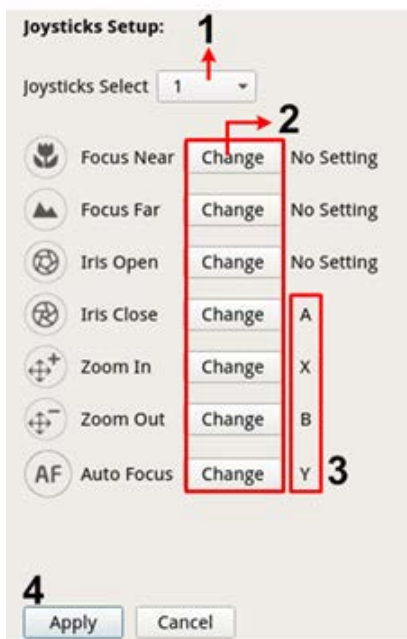 Joysticks Setup:
1
Joysticks Select 1
2
Focus Near Change No Setting
Focus Far Change No Setting
Iris Open Change No Setting
Iris Close Change A
Zoom In Change X
Zoom Out Change B
AF Auto Focus Change Y 3
4
Apply Cancel